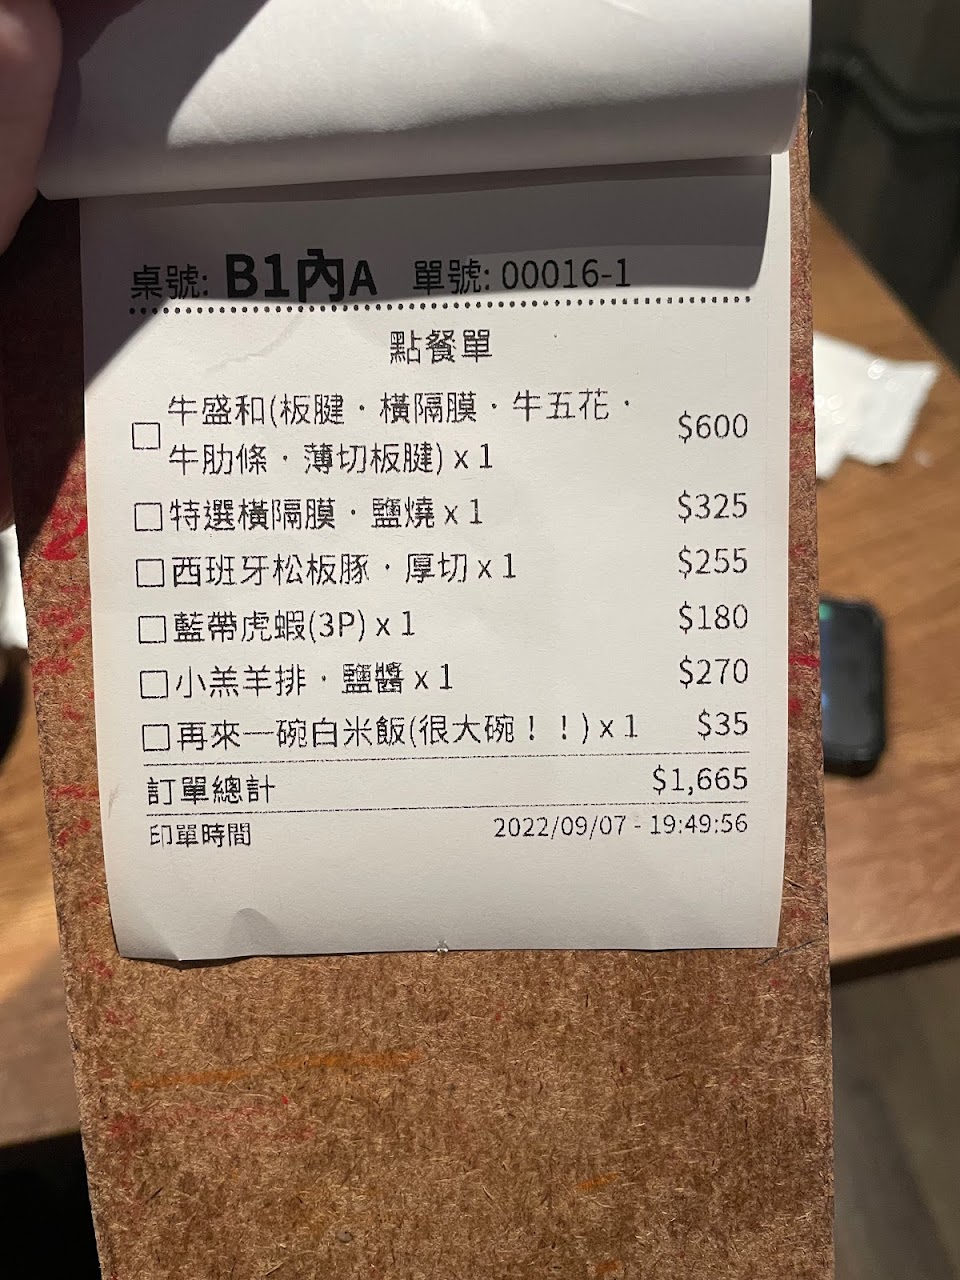 桌號: B1內A 單號: 00016-1
點餐單
牛盛和(板腱・橫隔膜・牛五花・
牛肋條・薄切板腱) x 1 $600
特選橫隔膜・鹽燒 x 1 $325
西班牙松板豚・厚切 x 1 $255
藍帶虎蝦(3P) x 1 $180
小羔羊排・鹽醬 x 1 $270
再來一碗白米飯(很大碗！！) x 1 $35
訂單總計 $1,665
印單時間 2022/09/07 - 19:49:56